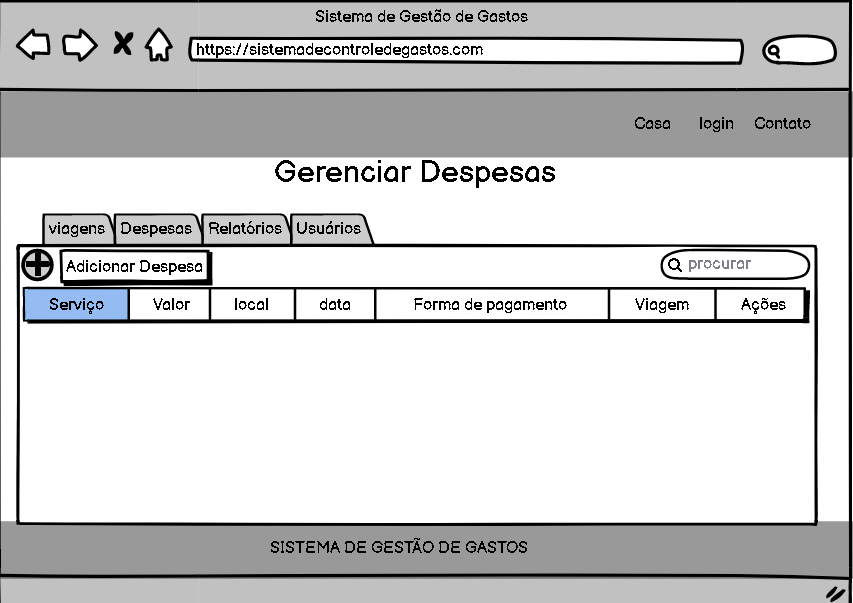 Sistema de Gestão de Gastos
https://sistemadecontroledegastos.com
Casa login Contato
Gerenciar Despesas
viagens Despesas Relatórios Usuários
Adicionar Despesa procurar
Serviço Valor local data Forma de pagamento Viagem Ações
SISTEMA DE GESTÃO DE GASTOS